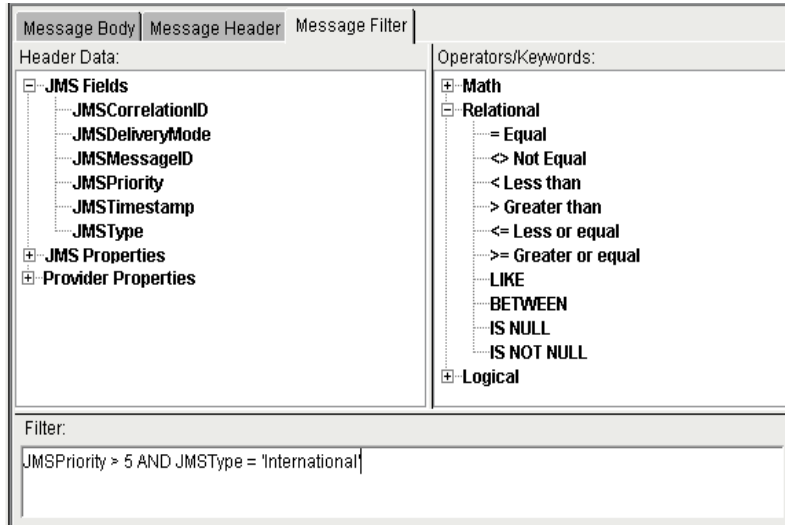 Message Body Message Header Message Filter
Header Data:
JMS Fields
JMSCorrelationID
JMSDeliveryMode
JMSMessageID
JMSPriority
JMSTimestamp
JMSType
JMS Properties
Provider Properties
Operators/Keywords:
Math
Relational
= Equal
<> Not Equal
< Less than
> Greater than
<= Less or equal
>= Greater or equal
LIKE
BETWEEN
IS NULL
IS NOT NULL
Logical
Filter:
JMSPriority > 5 AND JMSType = 'International'